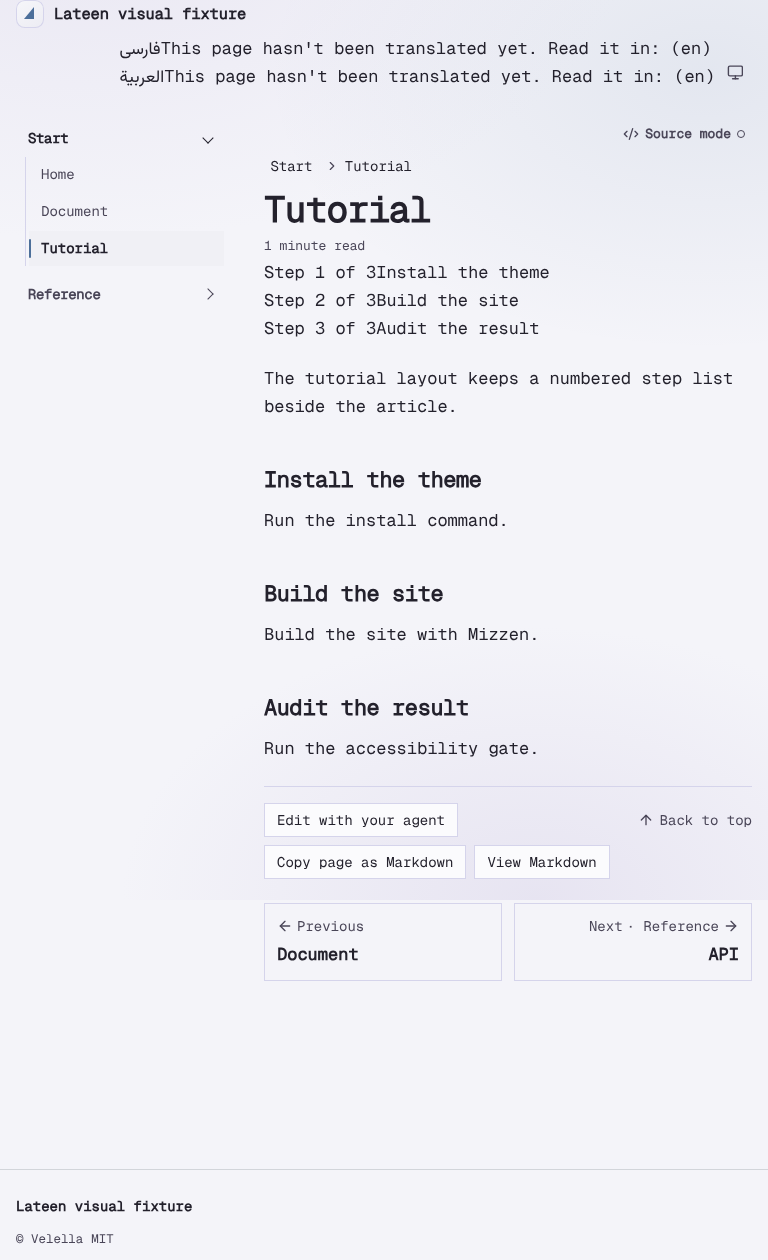 Lateen visual fixture
فارسیThis page hasn't been translated yet. Read it in: (en)
العربيةThis page hasn't been translated yet. Read it in: (en)
Start
Home
Document
Tutorial
Reference
Source mode
Start
Tutorial
Tutorial
1 minute read
Step 1 of 3Install the theme
Step 2 of 3Build the site
Step 3 of 3Audit the result
The tutorial layout keeps a numbered step list
beside the article.
Install the theme
Run the install command.
Build the site
Build the site with Mizzen.
Audit the result
Run the accessibility gate.
Edit with your agent
Back to top
Copy page as Markdown
View Markdown
Previous
Document
Next · Reference
API
Lateen visual fixture
© Velella MIT